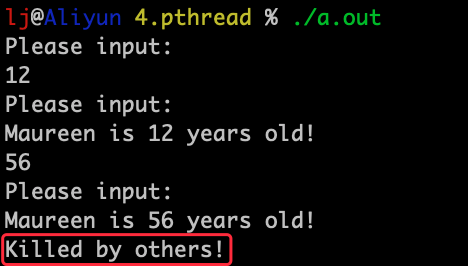 lj@Aliyun 4.pthread % ./a.out
Please input:
12
Please input:
Maureen is 12 years old!
56
Please input:
Maureen is 56 years old!
Killed by others!